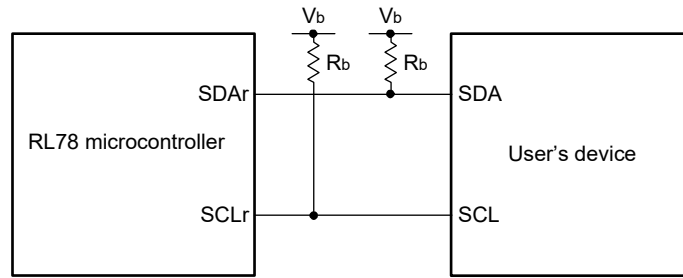 Vb Vb
Rb Rb
SDAr SDA
RL78 microcontroller User’s device
SCLr SCL